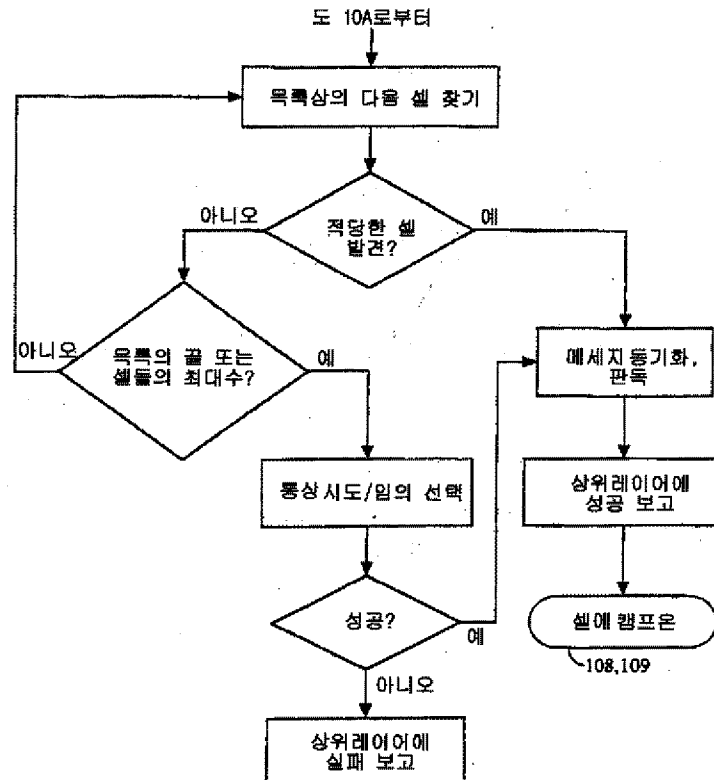 도 10A로부터
목록상의 다음 셀 찾기
아니오
적당한 셀
발견?
예
아니오
목록의 끝 또는
셀들의 최대수?
예
메세지 동기화,
판독
통상 시도/임의 선택
상위레이어에
성공 보고
성공?
예
셀에 캠프온
108,109
아니오
상위레이어에
실패 보고